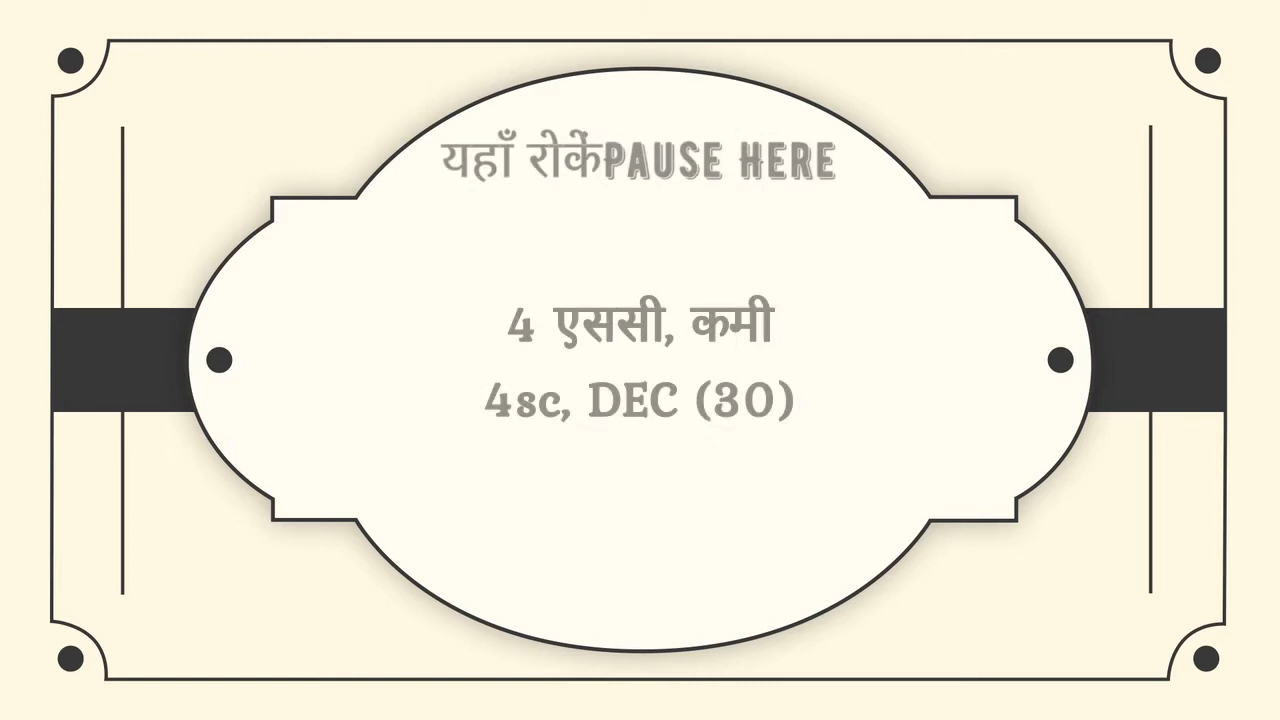 यहाँ रोकेंPAUSE HERE
4 एससी, कमी
4sc, DEC (30)